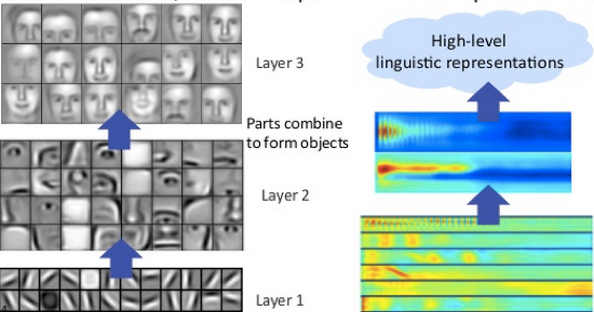 Layer 3
Parts combine
to form objects
Layer 2
Layer 1
High-level
linguistic representations